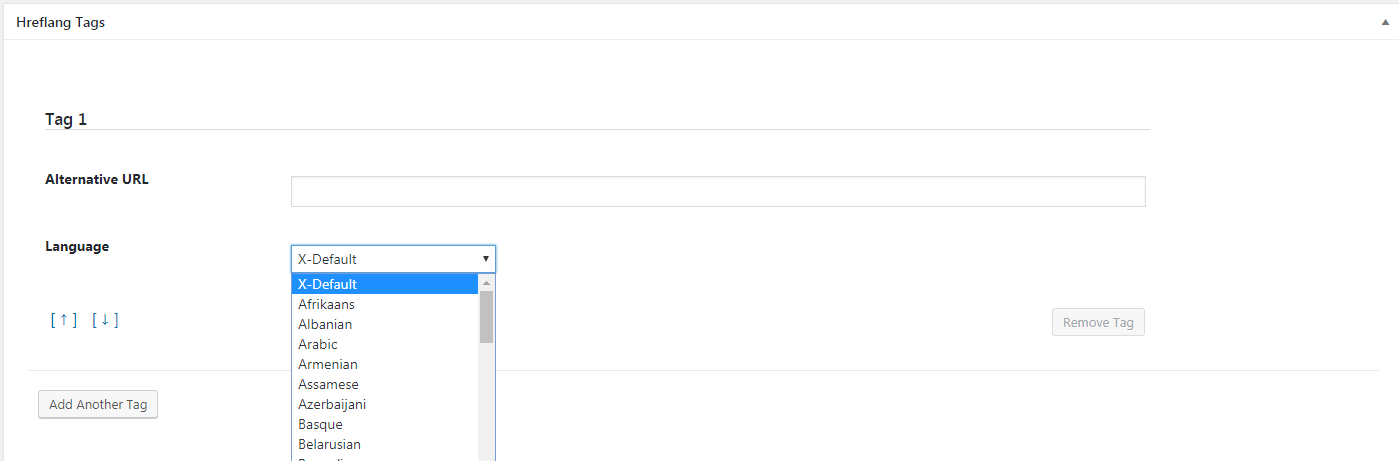 Hreflang Tags
Tag 1
Alternative URL
Language
X-Default
X-Default
Afrikaans
Albanian
Arabic
Armenian
Assamese
Azerbaijani
Basque
Belarusian
[ ↑ ] [ ↓ ]
Remove Tag
Add Another Tag